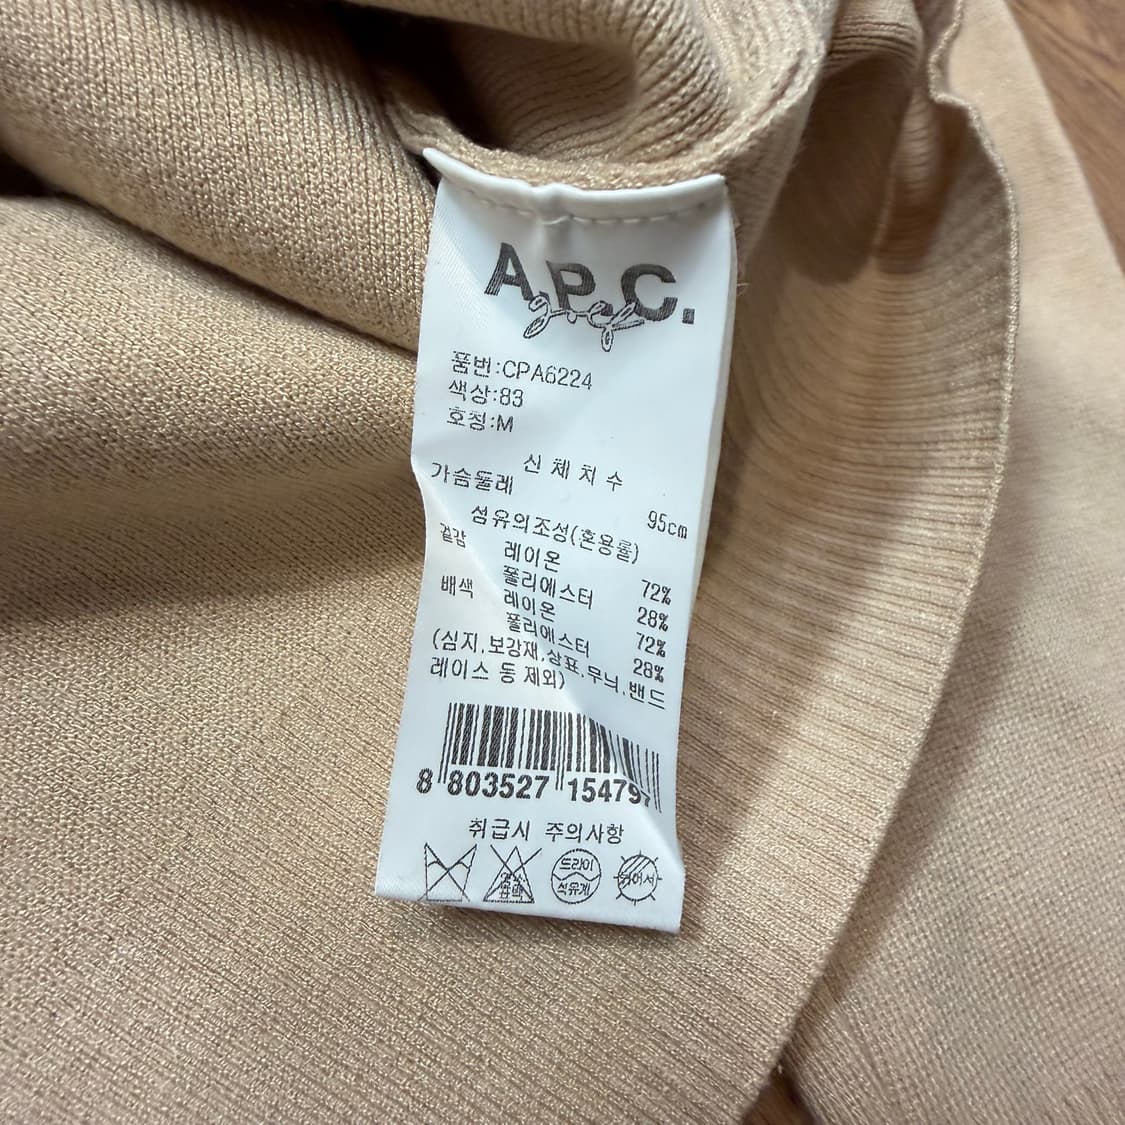 A.P.C.
golf
품번:CPA6224
색상:83
호칭:M
신체치수
가슴둘레 95cm
섬유의조성(혼용률)
겉감 레이온 72%
폴리에스터 28%
배색 레이온 72%
폴리에스터 28%
(심지,보강재,상표,무늬,밴드
레이스 등 제외)
8 803527 15479
취급시 주의사항
드라이
석유계
뉘어서